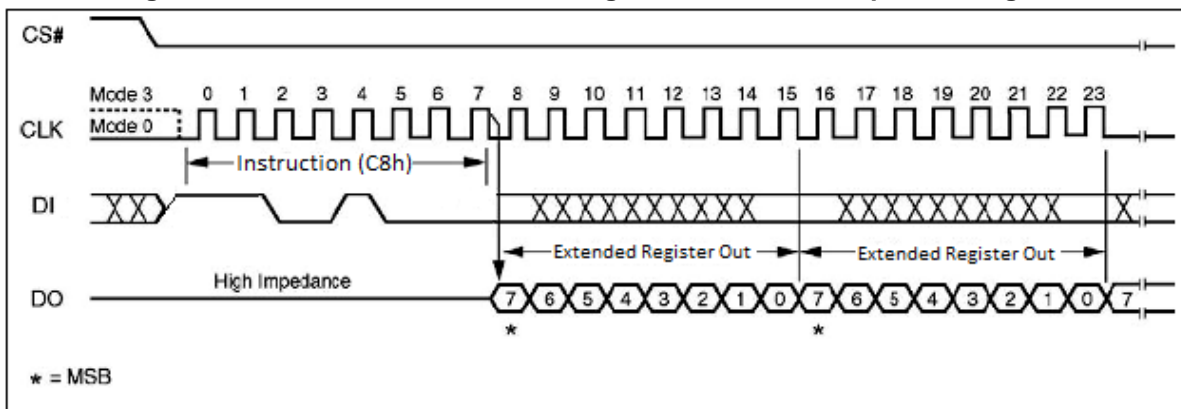 CS#
Mode 3
0 1 2 3 4 5 6 7 8 9 10 11 12 13 14 15 16 17 18 19 20 21 22 23
CLK
Mode 0
Instruction (C8h)
DI
Extended Register Out
Extended Register Out
High Impedance
DO
7 6 5 4 3 2 1 0 7 6 5 4 3 2 1 0 7
* *
* = MSB